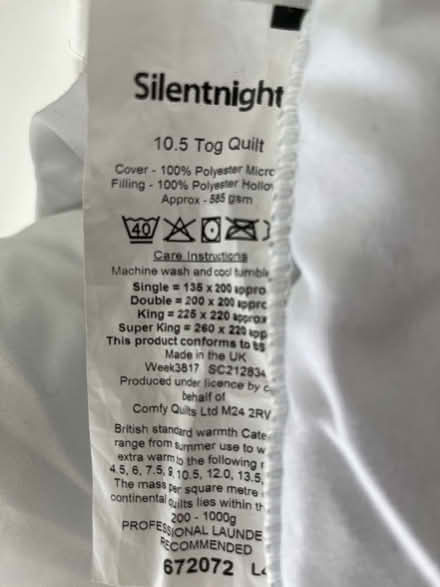 Silentnight
10.5 Tog Quilt
Cover - 100% Polyester Micro
Filling - 100% Polyester Hollow
Approx - 585 gsm
40
Care Instructions
Machine wash and cool tumble
Single = 135 x 200 appro
Double = 200 x 200 approx
King = 225 x 220 approx
Super King = 260 x 220 app
This product conforms to BS
Made in the UK
Week3817 SC212834
Produced under licence by
behalf of
Comfy Quilts Ltd M24 2RV
British standard warmth Cate
range from summer use to w
extra warm to the following
4.5, 6, 7.5, 9, 10.5, 12.0, 13.5,
The mass per square metre
continental quilts lies within th
200 - 1000g
PROFESSIONAL LAUNDE
RECOMMENDED
672072